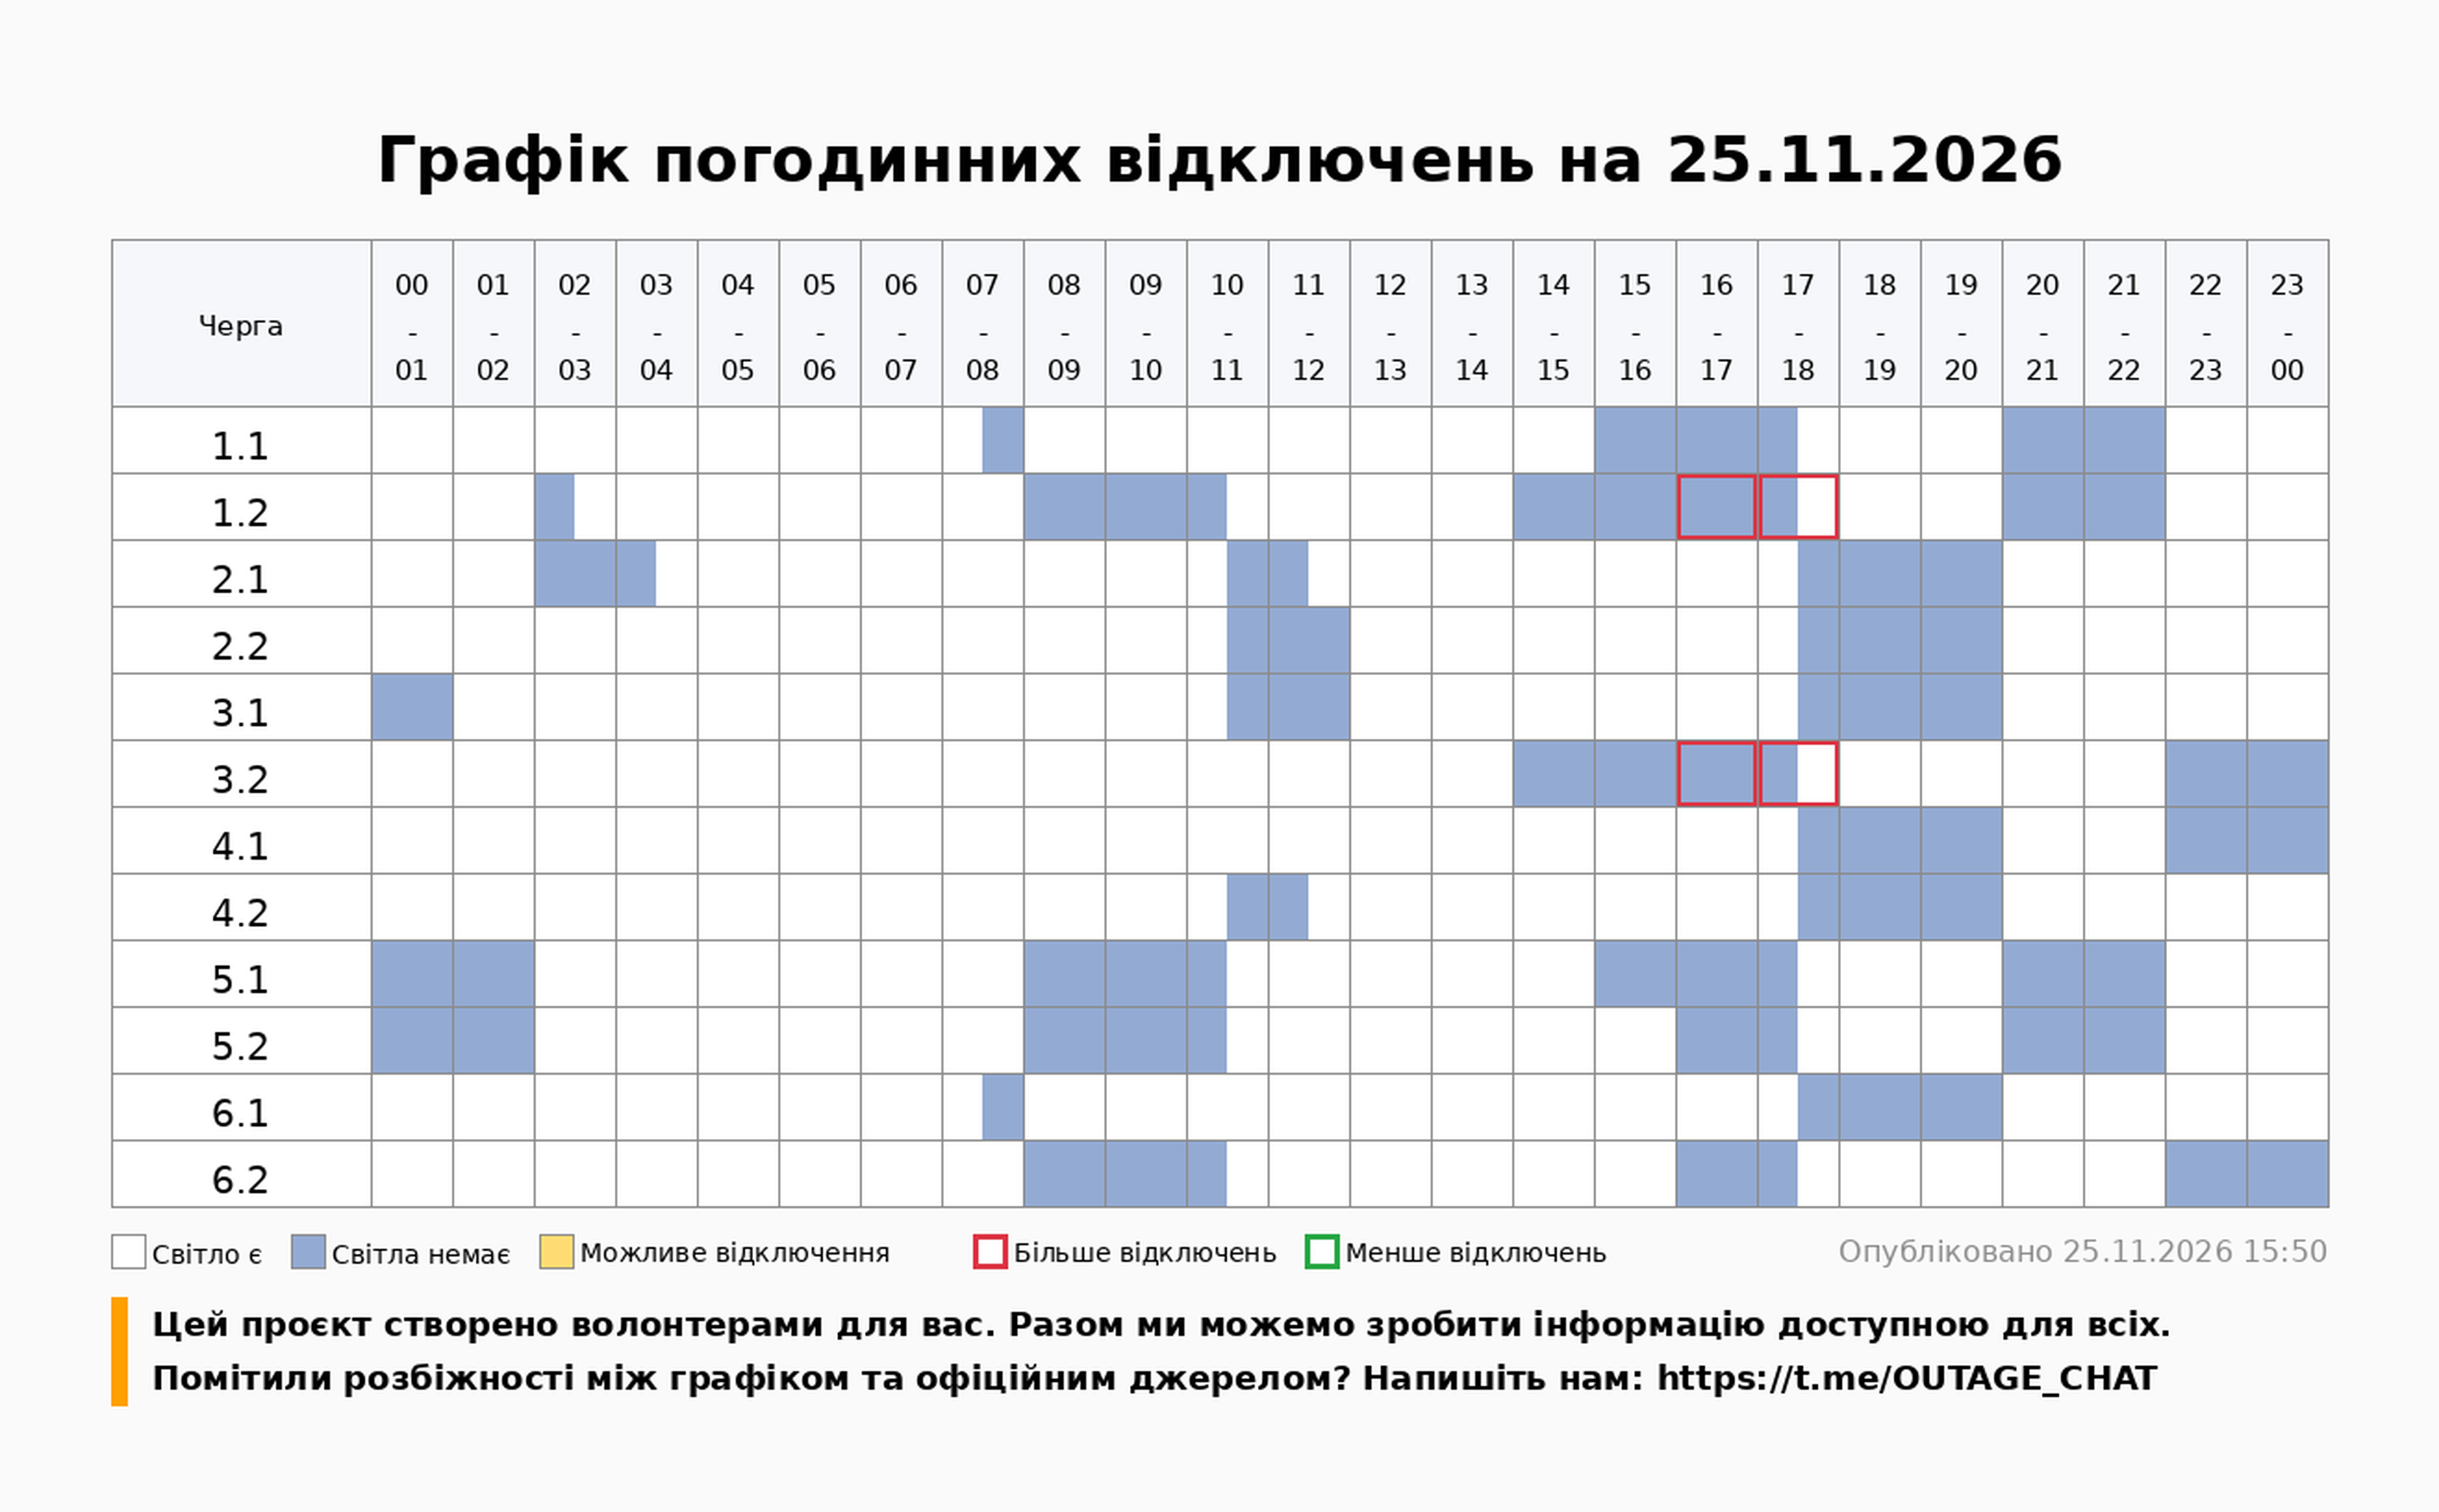 Графік погодинних відключень на 25.11.2026
Черга 00 - 01 01 - 02 02 - 03 03 - 04 04 - 05 05 - 06 06 - 07 07 - 08 08 - 09 09 - 10 10 - 11 11 - 12 12 - 13 13 - 14 14 - 15 15 - 16 16 - 17 17 - 18 18 - 19 19 - 20 20 - 21 21 - 22 22 - 23 23 - 00
1.1
1.2
2.1
2.2
3.1
3.2
4.1
4.2
5.1
5.2
6.1
6.2
Світло є Світла немає Можливе відключення Більше відключень Менше відключень Опубліковано 25.11.2026 15:50
Цей проєкт створено волонтерами для вас. Разом ми можемо зробити інформацію доступною для всіх.
Помітили розбіжності між графіком та офіційним джерелом? Напишіть нам: https://t.me/OUTAGE_CHAT